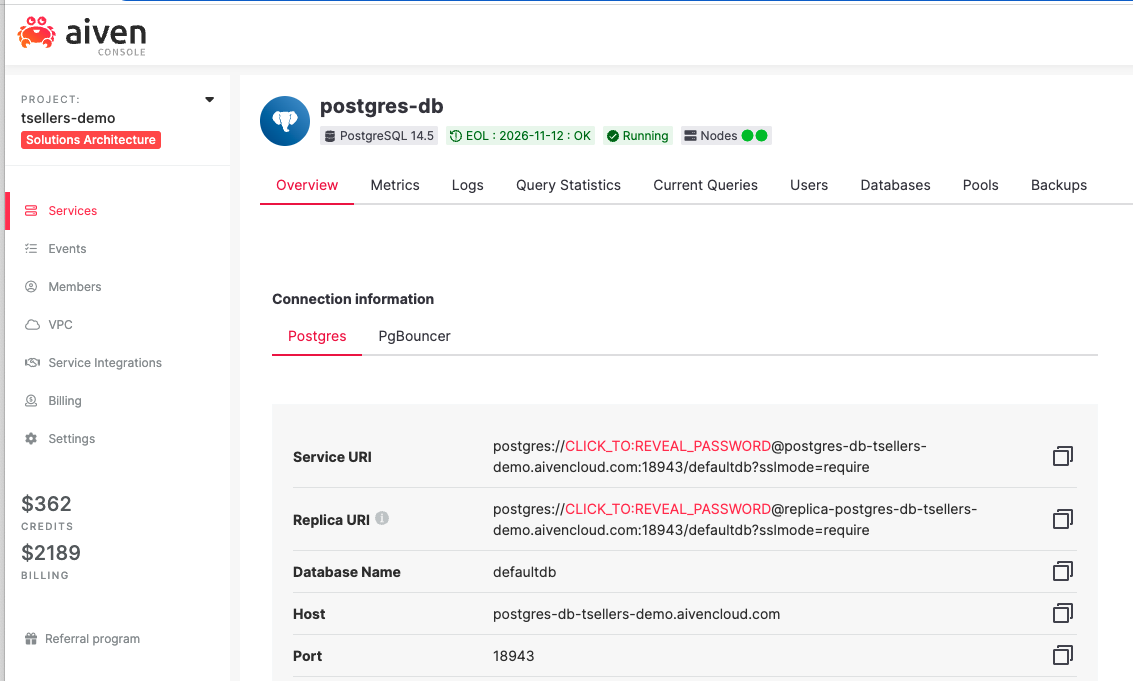 aiven
CONSOLE
PROJECT:
tsellers-demo
Solutions Architecture
Services
Events
Members
VPC
Service Integrations
Billing
Settings
$362
CREDITS
$2189
BILLING
Referral program
postgres-db
PostgreSQL 14.5 EOL : 2026-11-12 : OK Running Nodes
Overview Metrics Logs Query Statistics Current Queries Users Databases Pools Backups
Connection information
Postgres PgBouncer
Service URI
postgres://CLICK_TO:REVEAL_PASSWORD@postgres-db-tsellers-
demo.aivencloud.com:18943/defaultdb?sslmode=require
Replica URI
postgres://CLICK_TO:REVEAL_PASSWORD@replica-postgres-db-tsellers-
demo.aivencloud.com:18943/defaultdb?sslmode=require
Database Name defaultdb
Host postgres-db-tsellers-demo.aivencloud.com
Port 18943